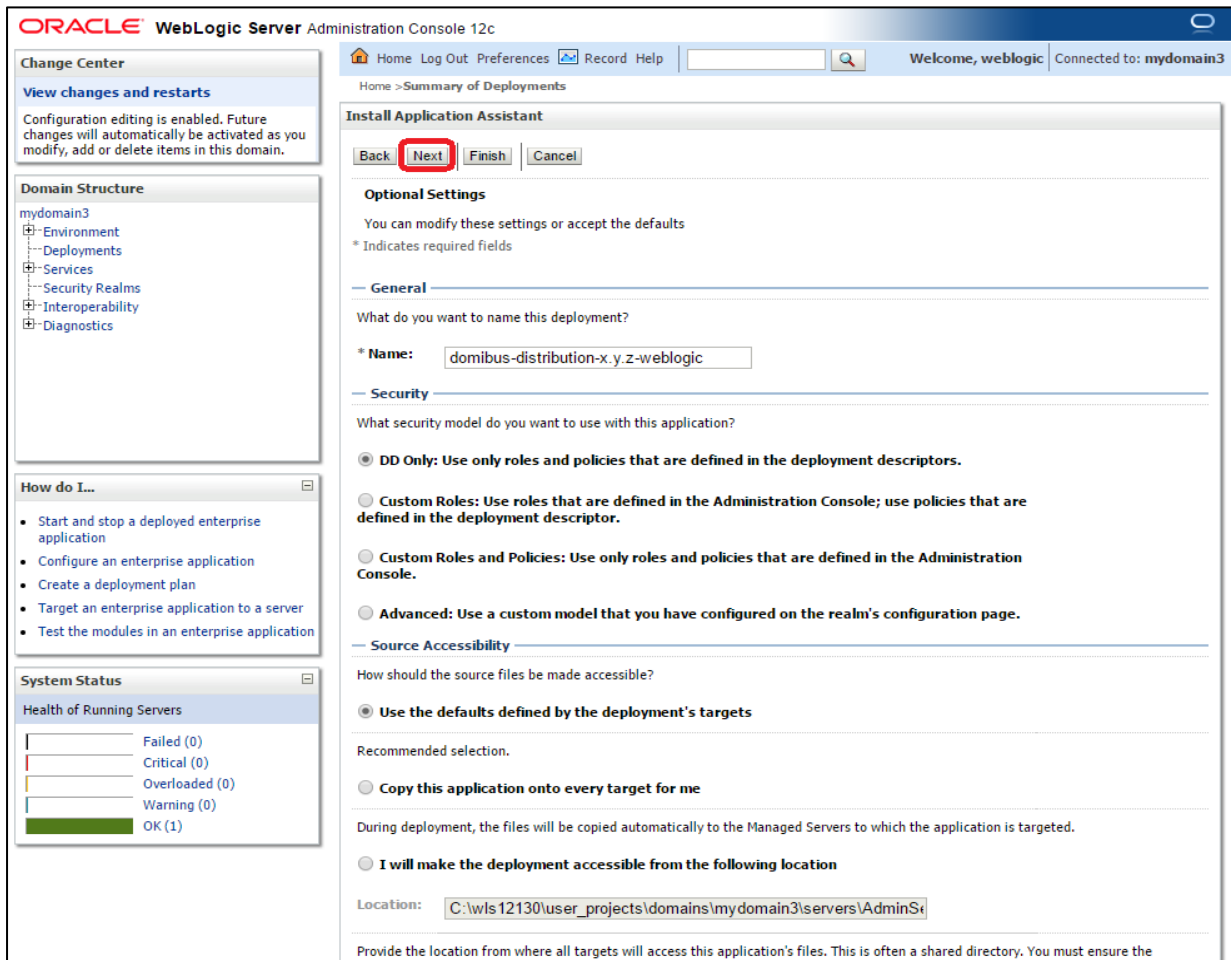 ORACLE WebLogic Server Administration Console 12c
Change Center
View changes and restarts
Configuration editing is enabled. Future
changes will automatically be activated as you
modify, add or delete items in this domain.
Domain Structure
mydomain3
Environment
Deployments
Services
Security Realms
Interoperability
Diagnostics
How do I...
Start and stop a deployed enterprise
application
Configure an enterprise application
Create a deployment plan
Target an enterprise application to a server
Test the modules in an enterprise application
System Status
Health of Running Servers
Failed (0)
Critical (0)
Overloaded (0)
Warning (0)
OK (1)
Home Log Out Preferences Record Help
Welcome, weblogic Connected to: mydomain3
Home >Summary of Deployments
Install Application Assistant
Back Next Finish Cancel
Optional Settings
You can modify these settings or accept the defaults
* Indicates required fields
General
What do you want to name this deployment?
* Name: domibus-distribution-x.y.z-weblogic
Security
What security model do you want to use with this application?
DD Only: Use only roles and policies that are defined in the deployment descriptors.
Custom Roles: Use roles that are defined in the Administration Console; use policies that are
defined in the deployment descriptor.
Custom Roles and Policies: Use only roles and policies that are defined in the Administration
Console.
Advanced: Use a custom model that you have configured on the realm's configuration page.
Source Accessibility
How should the source files be made accessible?
Use the defaults defined by the deployment's targets
Recommended selection.
Copy this application onto every target for me
During deployment, the files will be copied automatically to the Managed Servers to which the application is targeted.
I will make the deployment accessible from the following location
Location: C:\wls12130\user_projects\domains\mydomain3\servers\AdminSe
Provide the location from where all targets will access this application's files. This is often a shared directory. You must ensure the